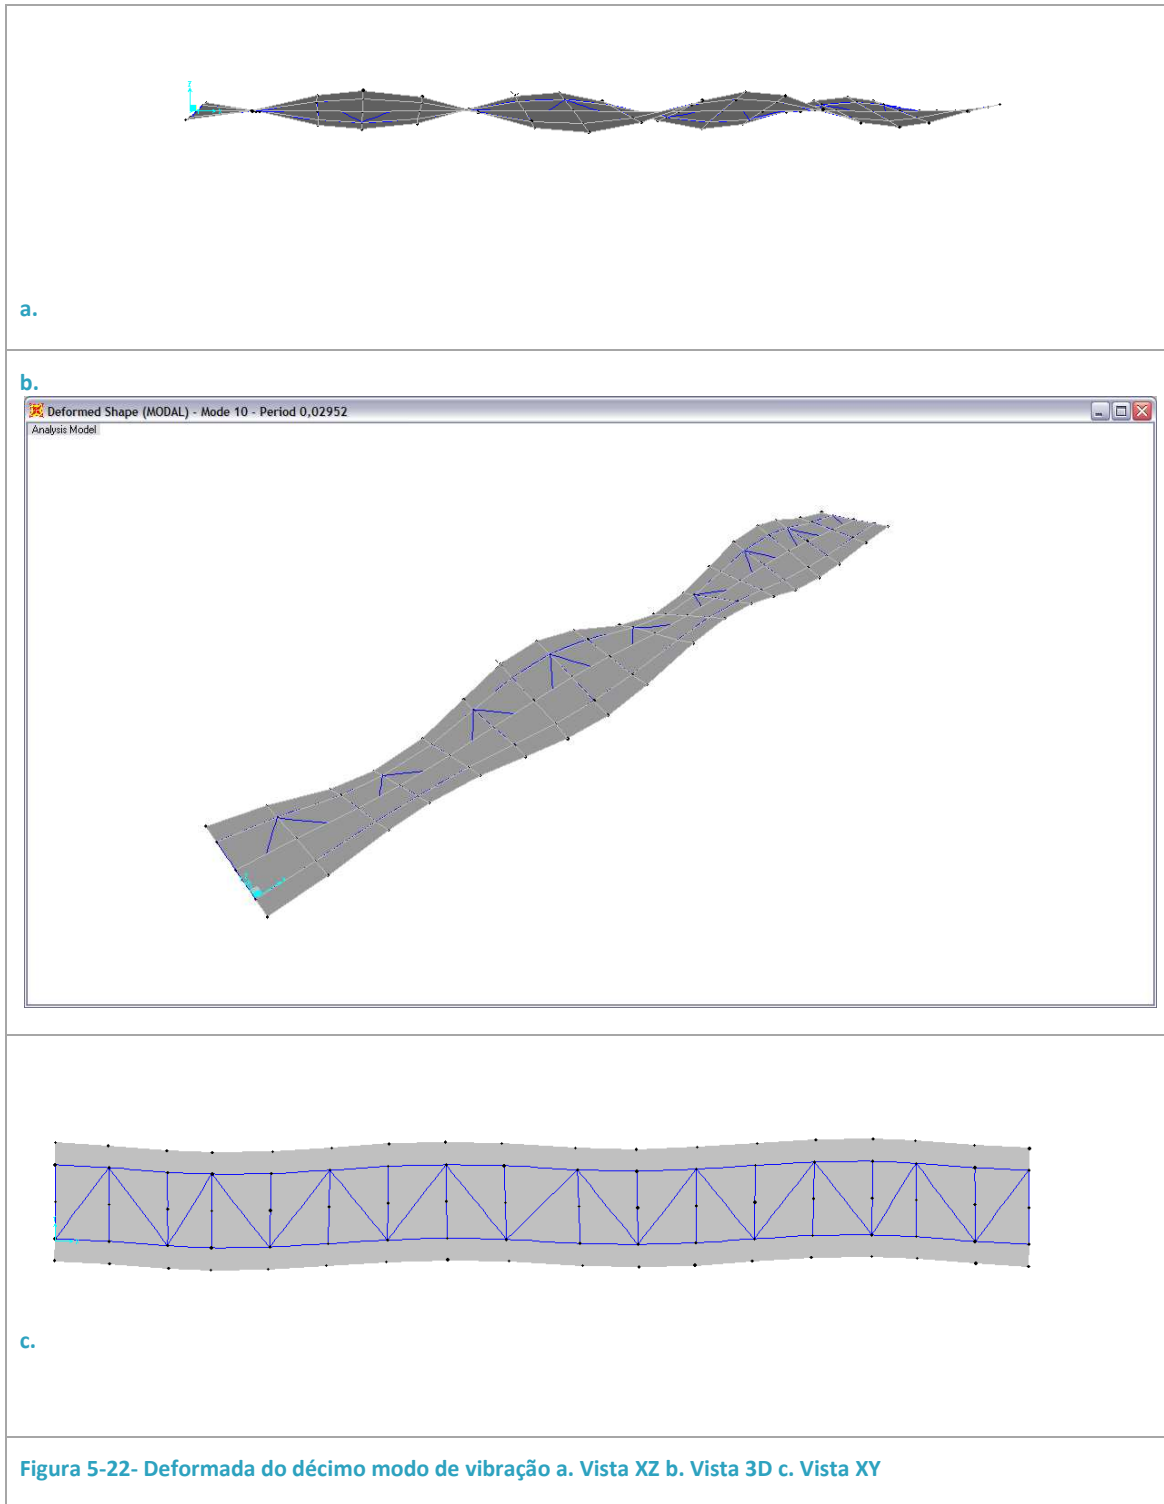 a.
b.
Deformed Shape (MODAL) - Mode 10 - Period 0,02952
Analysis Model
c.
Figura 5-22- Deformada do décimo modo de vibração a. Vista XZ b. Vista 3D c. Vista XY